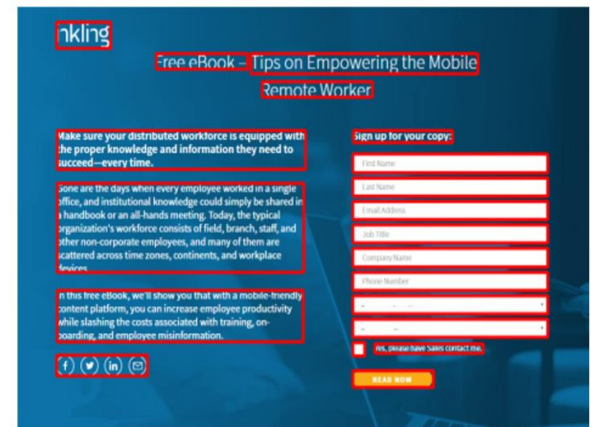 inkling
Free eBook – Tips on Empowering the Mobile
Remote Worker
Make sure your distributed workforce is equipped with
the proper knowledge and information they need to
succeed—every time.
Gone are the days when every employee worked in a single
office, and institutional knowledge could simply be shared in
a handbook or an all-hands meeting. Today, the typical
organization's workforce consists of field, branch, staff, and
other non-corporate employees, and many of them are
scattered across time zones, continents, and workplace
devices.
In this free eBook, we'll show you that with a mobile-friendly
content platform, you can increase employee productivity
while slashing the costs associated with training, on-
boarding, and employee misinformation.
Sign up for your copy:
First Name
Last Name
Email Address
Job Title
Company Name
Phone Number
Yes, please have Sales contact me.
READ NOW